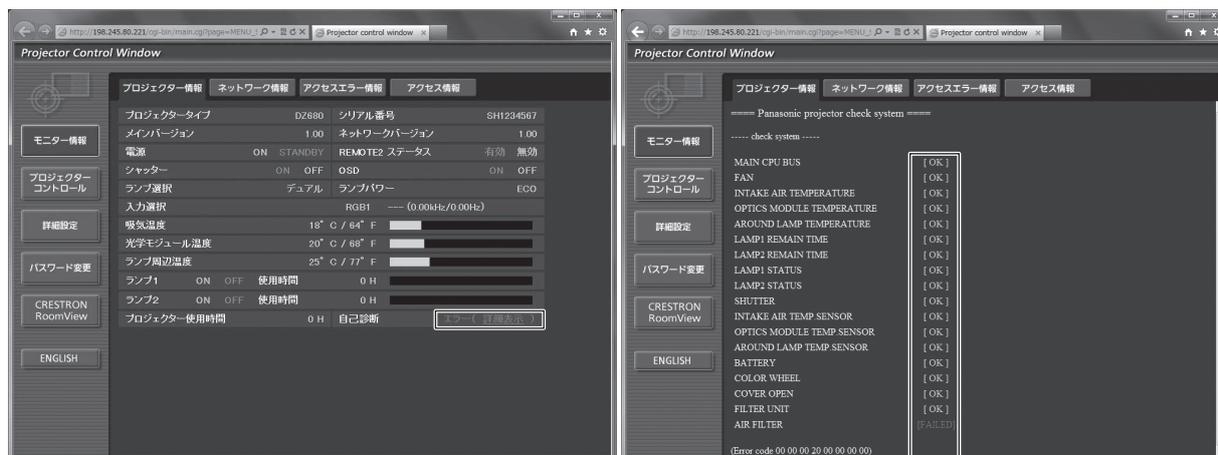 http://198.245.80.221/cgi-bin/main.cgi?page=MENU_
Projector control window
Projector Control Window
プロジェクター情報 ネットワーク情報 アクセスエラー情報 アクセス情報
モニター情報
プロジェクターコントロール
詳細設定
パスワード変更
CRESTRON
RoomView
ENGLISH
プロジェクタータイプ DZ680 シリアル番号 SH1234567
メインバージョン 1.00 ネットワークバージョン 1.00
電源 ON STANDBY REMOTE2 ステータス 有効 無効
シャッター ON OFF OSD ON OFF
ランプ選択 デュアル ランプパワー ECO
入力選択 RGB1 --- (0.00kHz/0.00Hz)
吸気温度 18° C / 64° F
光学モジュール温度 20° C / 68° F
ランプ周辺温度 25° C / 77° F
ランプ1 ON OFF 使用時間 0 H
ランプ2 ON OFF 使用時間 0 H
プロジェクター使用時間 0 H 自己診断 エラー( 詳細表示 )
http://198.245.80.221/cgi-bin/main.cgi?page=MENU_
Projector control window
Projector Control Window
プロジェクター情報 ネットワーク情報 アクセスエラー情報 アクセス情報
モニター情報
プロジェクター
コントロール
詳細設定
パスワード変更
CRESTRON
RoomView
ENGLISH
==== Panasonic projector check system ====
----- check system -----
MAIN CPU BUS [ OK ]
FAN [ OK ]
INTAKE AIR TEMPERATURE [ OK ]
OPTICS MODULE TEMPERATURE [ OK ]
AROUND LAMP TEMPERATURE [ OK ]
LAMP1 REMAIN TIME [ OK ]
LAMP2 REMAIN TIME [ OK ]
LAMP1 STATUS [ OK ]
LAMP2 STATUS [ OK ]
SHUTTER [ OK ]
INTAKE AIR TEMP.SENSOR [ OK ]
OPTICS MODULE TEMP.SENSOR [ OK ]
AROUND LAMP TEMP.SENSOR [ OK ]
BATTERY [ OK ]
COLOR WHEEL [ OK ]
COVER OPEN [ OK ]
FILTER UNIT [ OK ]
AIR FILTER [FAILED]
(Error code 00 00 00 20 00 00 00 00)